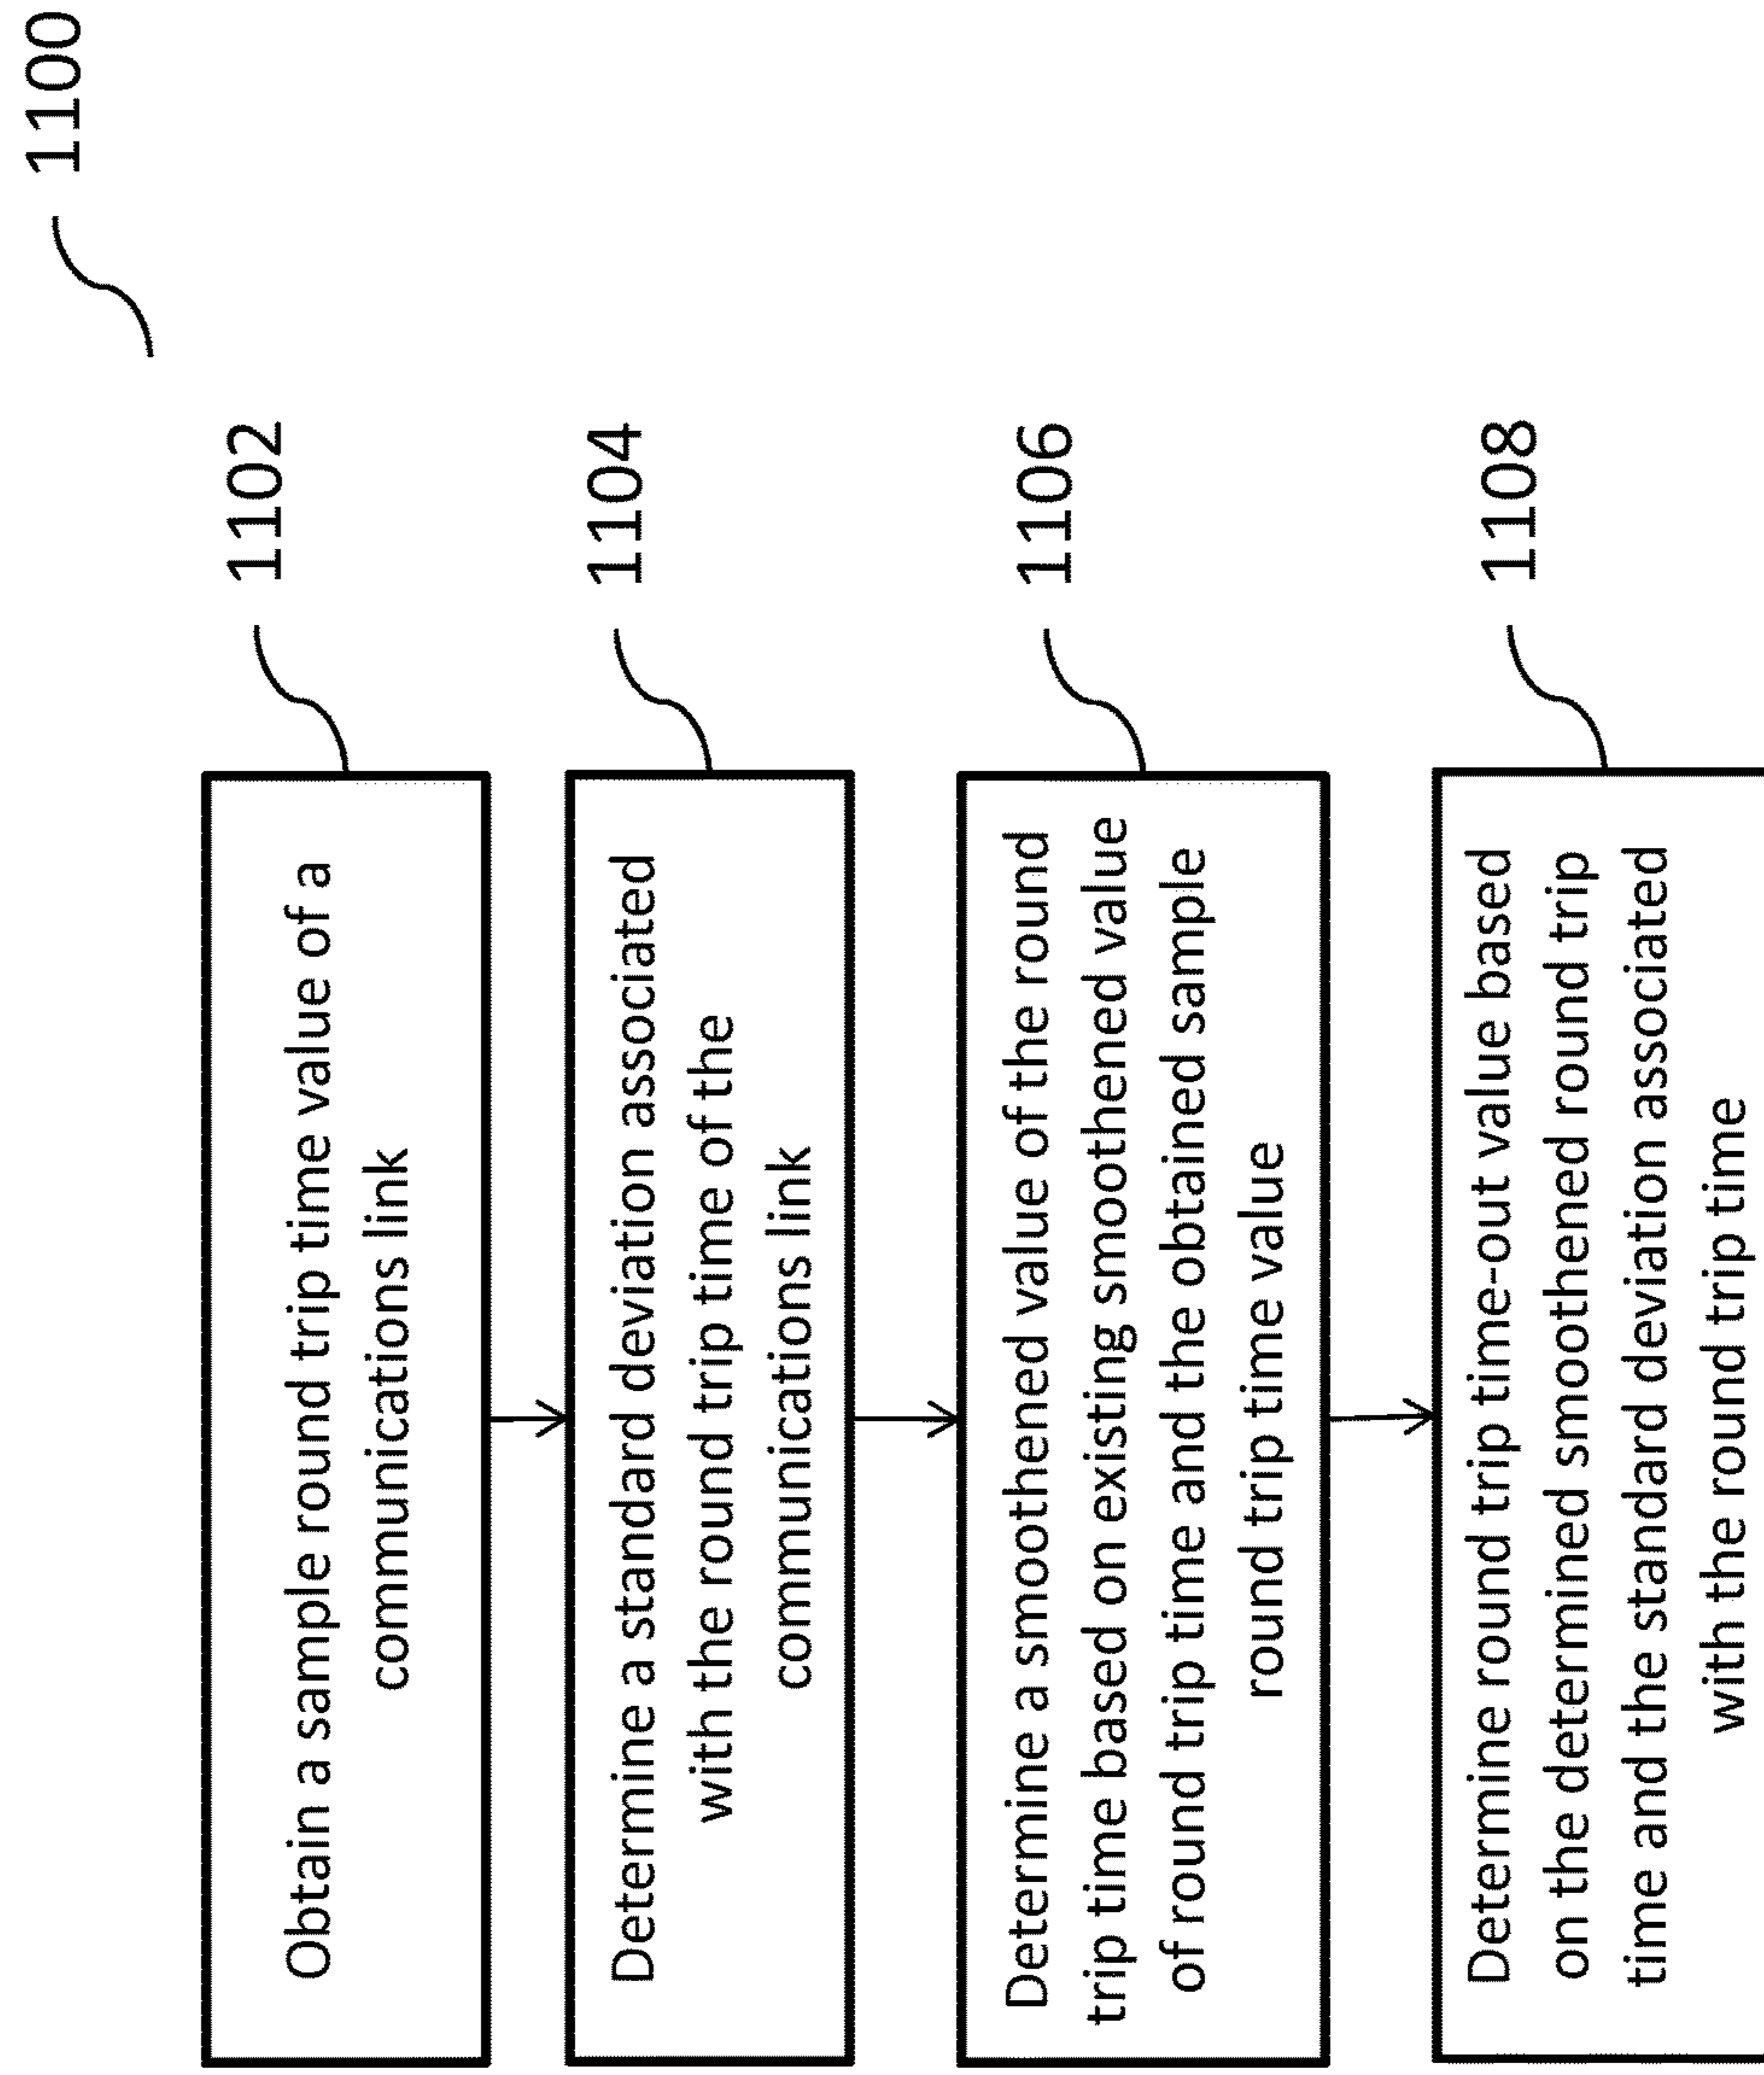 1100
1102
Obtain a sample round trip time value of a
communications link
1104
Determine a standard deviation associated
with the round trip time of the
communications link
1106
Determine a smoothened value of the round
trip time based on existing smoothened value
of round trip time and the obtained sample
round trip time value
1108
Determine round trip time-out value based
on the determined smoothened round trip
time and the standard deviation associated
with the round trip time